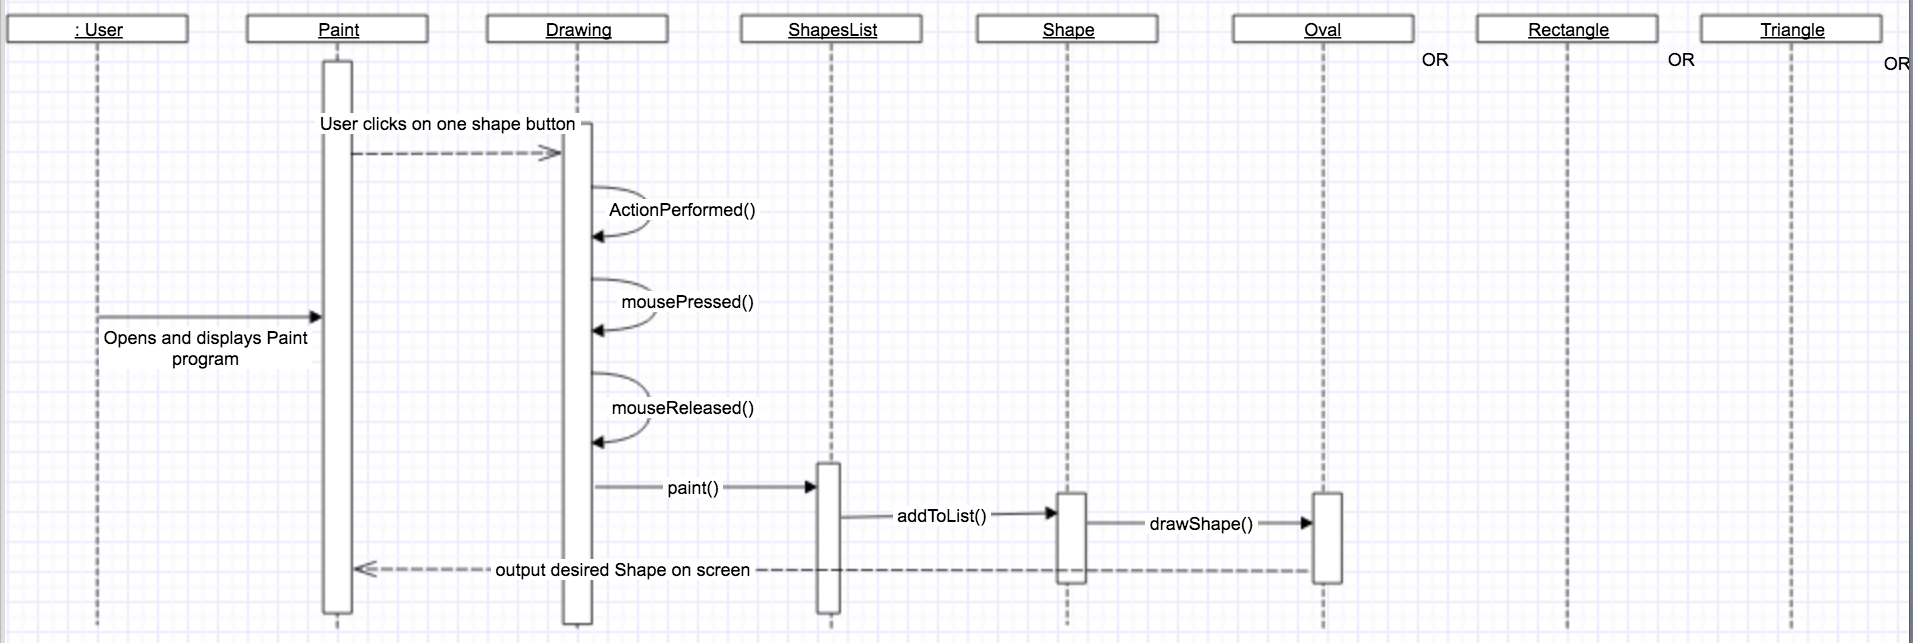 : User
Paint
Drawing
ShapesList
Shape
Oval
Rectangle
Triangle
OR
OR
OR
User clicks on one shape button
ActionPerformed()
mousePressed()
Opens and displays Paint
program
mouseReleased()
paint()
addToList()
drawShape()
output desired Shape on screen